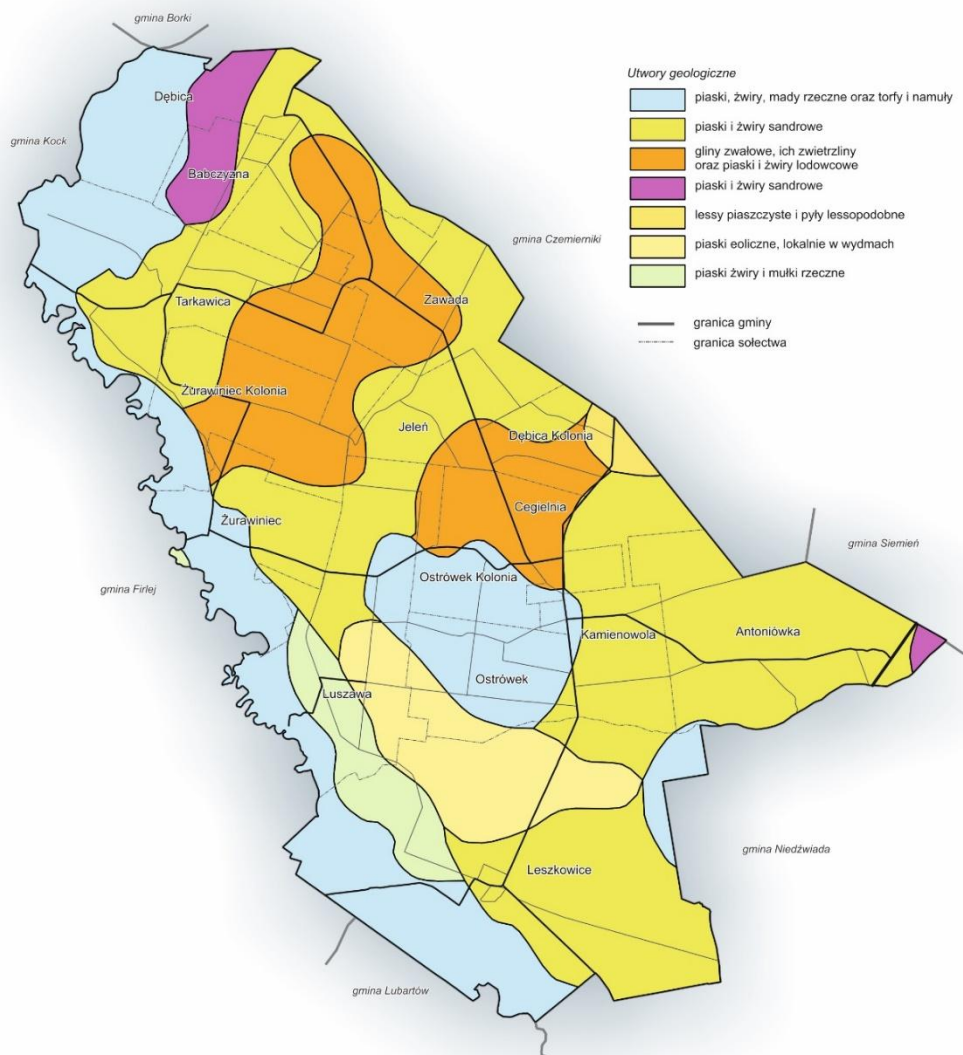 gmina Borki
Dębica
gmina Kock
Babczyana
gmina Czemierniki
Tarkawica
Zawada
Żurawiniec Kolonia
Jeleń
Dębica Kolonia
Cegielnia
Żurawiniec
gmina Siemień
Ostrówek Kolonia
gmina Firlej
Kamienowola
Antoniówka
Ostrówek
Luszawa
gmina Niedźwiada
Leszkowice
gmina Lubartów
Utwory geologiczne
piaski, żwiry, mady rzeczne oraz torfy i namuły
piaski i żwiry sandrowe
gliny zwałowe, ich zwietrzliny
oraz piaski i żwiry lodowcowe
piaski i żwiry sandrowe
lessy piaszczyste i pyły lessopodobne
piaski eoliczne, lokalnie w wydmach
piaski żwiry i mułki rzeczne
granica gminy
granica sołectwa